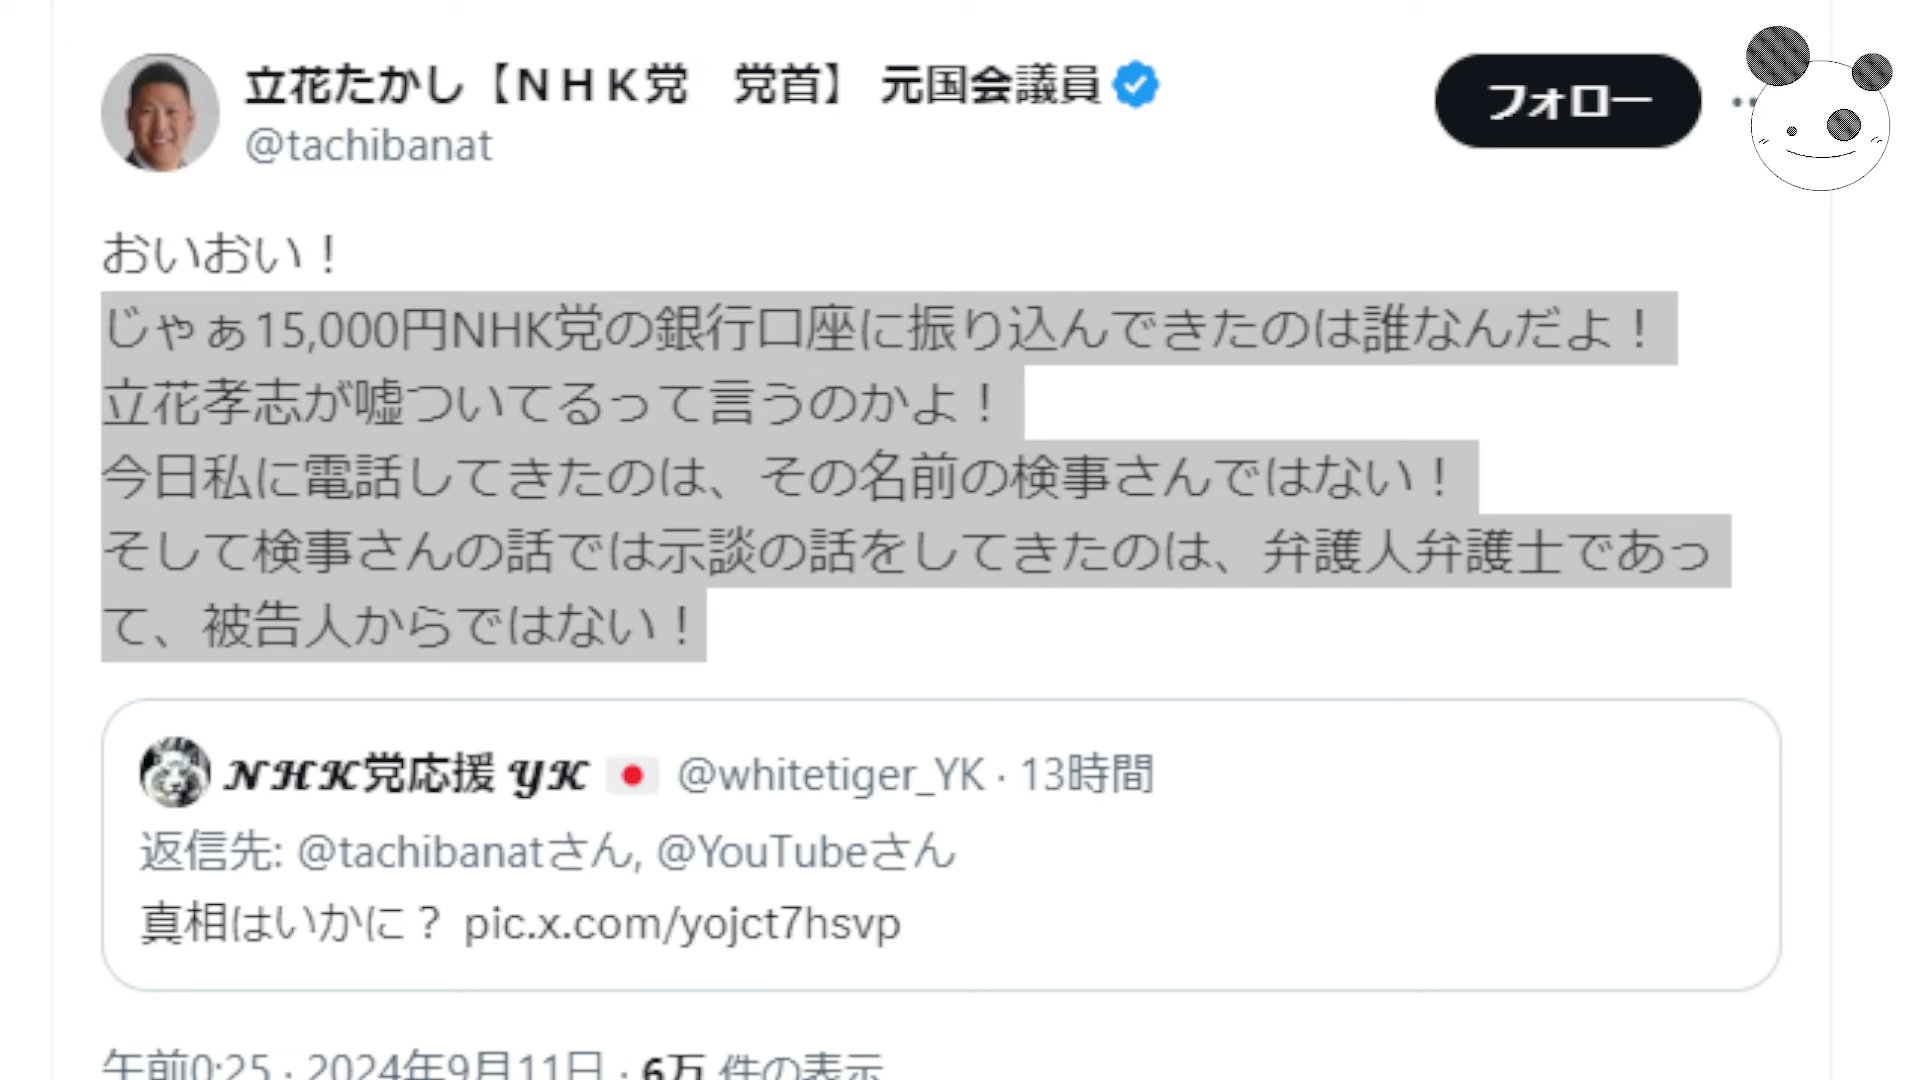 立花たかし【ＮＨＫ党　党首】 元国会議員
フォロー
@tachibanat
おいおい！
じゃぁ15,000円NHK党の銀行口座に振り込んできたのは誰なんだよ！
立花孝志が嘘ついてるって言うのかよ！
今日私に電話してきたのは、その名前の検事さんではない！
そして検事さんの話では示談の話をしてきたのは、弁護人弁護士であっ
て、被告人からではない！
𝓝𝓗𝓚党応援 𝓨𝓚 🇯🇵 @whitetiger_YK · 13時間
返信先: @tachibanatさん, @YouTubeさん
真相はいかに？ pic.x.com/yojct7hsvp
午前0:25 · 2024年9月11日 · 6万 件の表示